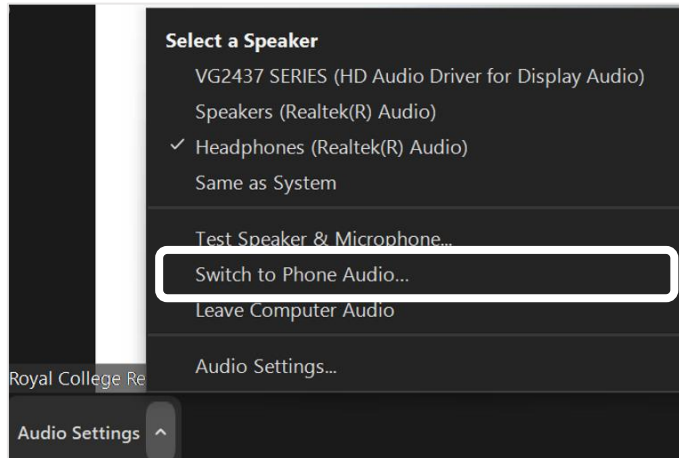 Select a Speaker
VG2437 SERIES (HD Audio Driver for Display Audio)
Speakers (Realtek(R) Audio)
Headphones (Realtek(R) Audio)
Same as System
Test Speaker & Microphone...
Switch to Phone Audio...
Leave Computer Audio
Audio Settings...
Royal College Re
Audio Settings